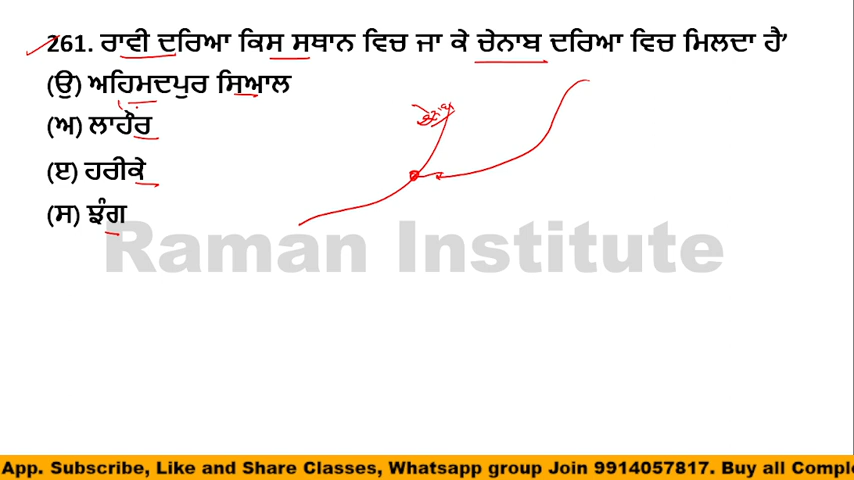 261. ਰਾਵੀ ਦਰਿਆ ਕਿਸ ਸਥਾਨ ਵਿਚ ਜਾ ਕੇ ਚੇਨਾਬ ਦਰਿਆ ਵਿਚ ਮਿਲਦਾ ਹੈ'
(ਉ) ਅਹਿਮਦਪੁਰ ਸਿਆਲ
(ਅ) ਲਾਹੌਰ
(ੲ) ਹਰੀਕੇ
(ਸ) ਝੰਗ
Raman Institute
App. Subscribe, Like and Share Classes, Whatsapp group Join 9914057817. Buy all Comple